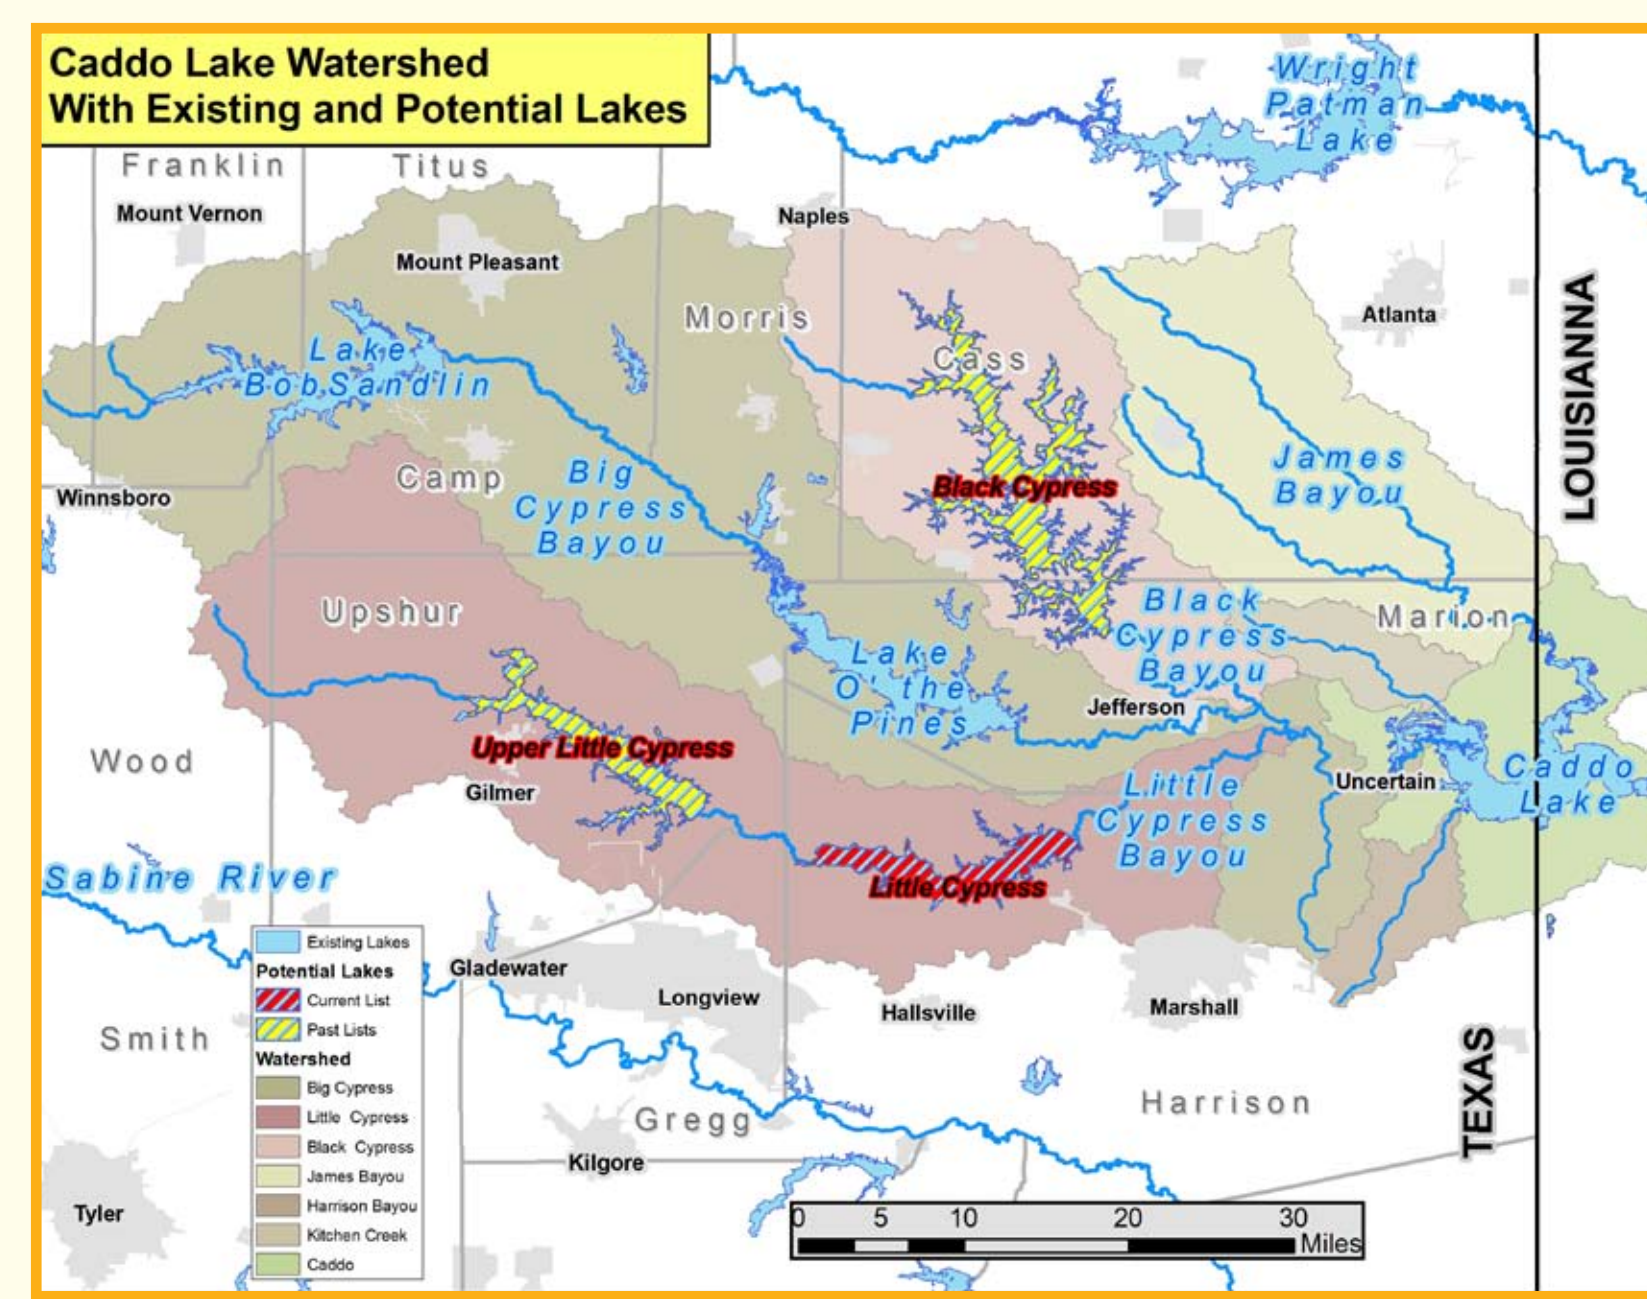 Caddo Lake Watershed
With Existing and Potential Lakes
Wright
Patman
Lake
Franklin
Titus
Mount Vernon
Naples
Mount Pleasant
Morris
Atlanta
LOUISIANNA
Lake
BobSandlin
Cass
Camp
Big
Cypress
Bayou
James
Bayou
Winnsboro
Black Cypress
Upshur
Black
Cypress
Bayou
Marion
Lake
O' the
Pines
Jefferson
Upper Little Cypress
Wood
Gilmer
Little
Cypress
Bayou
Uncertain
Caddo
Lake
Sabine River
Little Cypress
Gladewater
Longview
Hallsville
Marshall
Smith
Gregg
Harrison
TEXAS
Kilgore
Tyler
Existing Lakes
Potential Lakes
Current List
Past Lists
Watershed
Big Cypress
Little Cypress
Black Cypress
James Bayou
Harrison Bayou
Kitchen Creek
Caddo
0 5 10 20 30
Miles